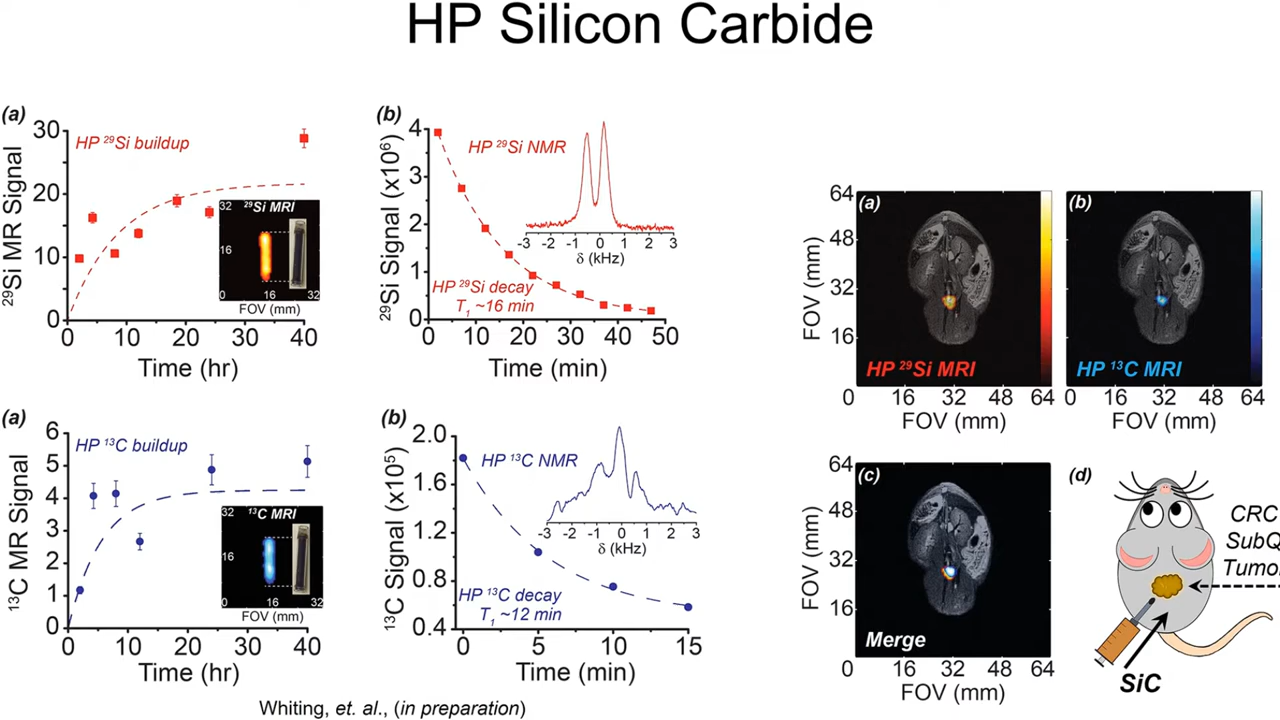 HP Silicon Carbide
(a)
HP ²⁹Si buildup
²⁹Si MR Signal
30
20
10
0
0 10 20 30 40
Time (hr)
²⁹Si MRI
32
16
16 32
FOV (mm)
(b)
HP ²⁹Si NMR
²⁹Si Signal (x10⁶)
4
3
2
1
0
0 10 20 30 40 50
Time (min)
-3 -2 -1 0 1 2 3
δ (kHz)
HP ²⁹Si decay
T₁ ~16 min
(a)
HP ¹³C buildup
¹³C MR Signal
6
5
4
3
2
1
0
0 10 20 30 40
Time (hr)
¹³C MRI
32
16
16 32
FOV (mm)
(b)
HP ¹³C NMR
¹³C Signal (x10⁵)
2.0
1.6
1.2
0.8
0.4
0 5 10 15
Time (min)
-3 -2 -1 0 1 2 3
δ (kHz)
HP ¹³C decay
T₁ ~12 min
(a)
FOV (mm)
64
48
32
16
HP ²⁹Si MRI
0 16 32 48 64
FOV (mm)
(b)
HP ¹³C MRI
0 16 32 48 64
FOV (mm)
(c)
FOV (mm)
64
48
32
16
Merge
0 16 32 48 64
FOV (mm)
(d)
CRC
SubQ
Tumo
SiC
Whiting, et. al., (in preparation)